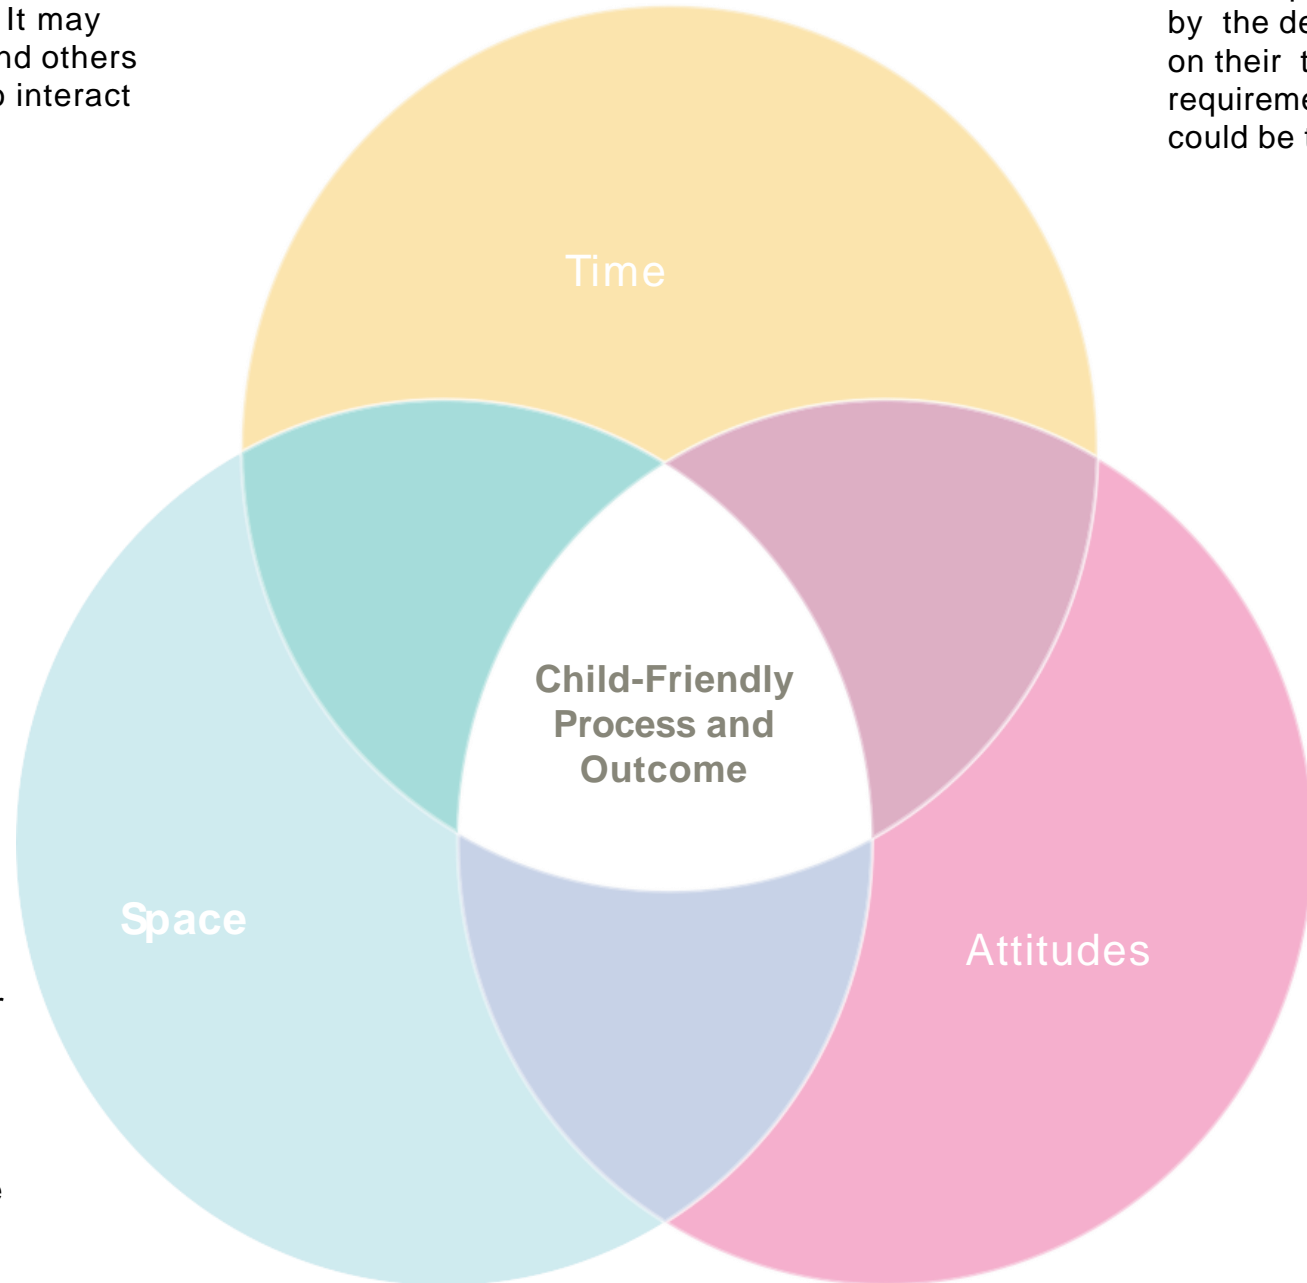 It may
nd others
o interact
by the de
on their t
requireme
could be t
Time
Child-Friendly
Process and
Outcome
Space
Attitudes